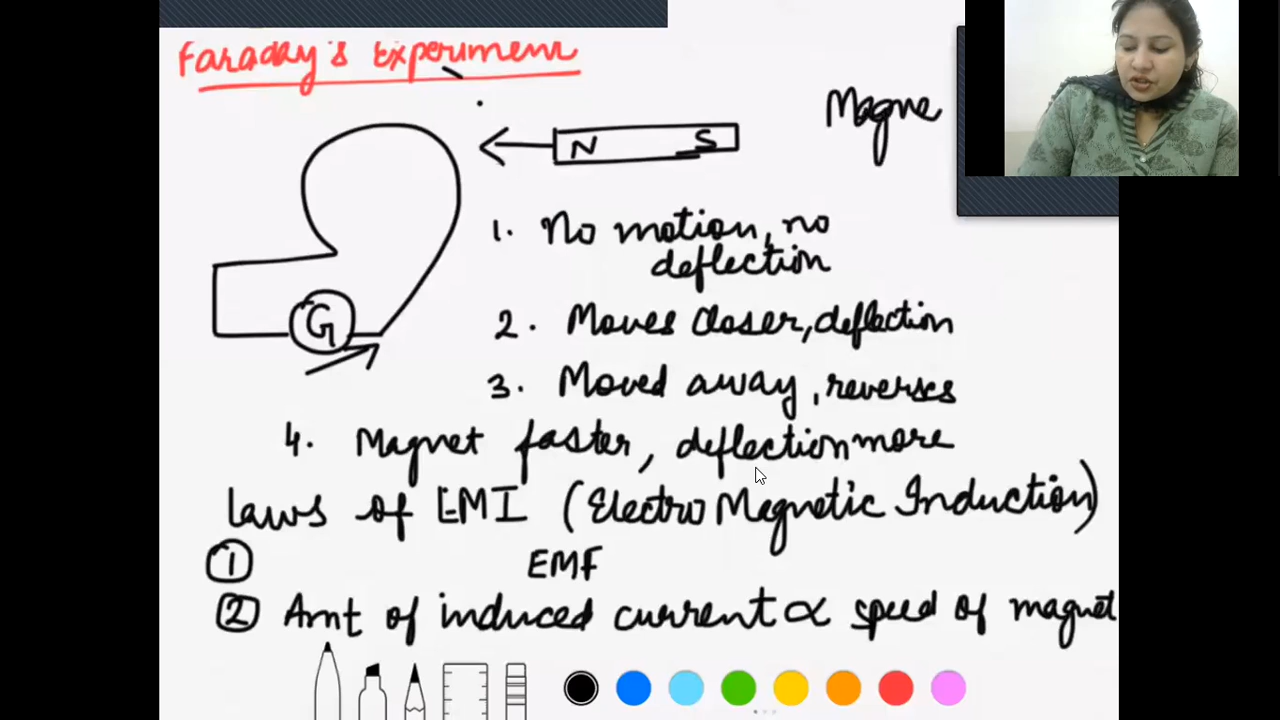 Faraday's Experiment
N S
Magne
1. No motion, no
deflection
2. Moves closer, deflection
G
3. Moved away, reverses
4. Magnet faster, deflection more
laws of EMI (Electro Magnetic Induction)
1 EMF
2 Amt of induced current ∝ speed of magnet